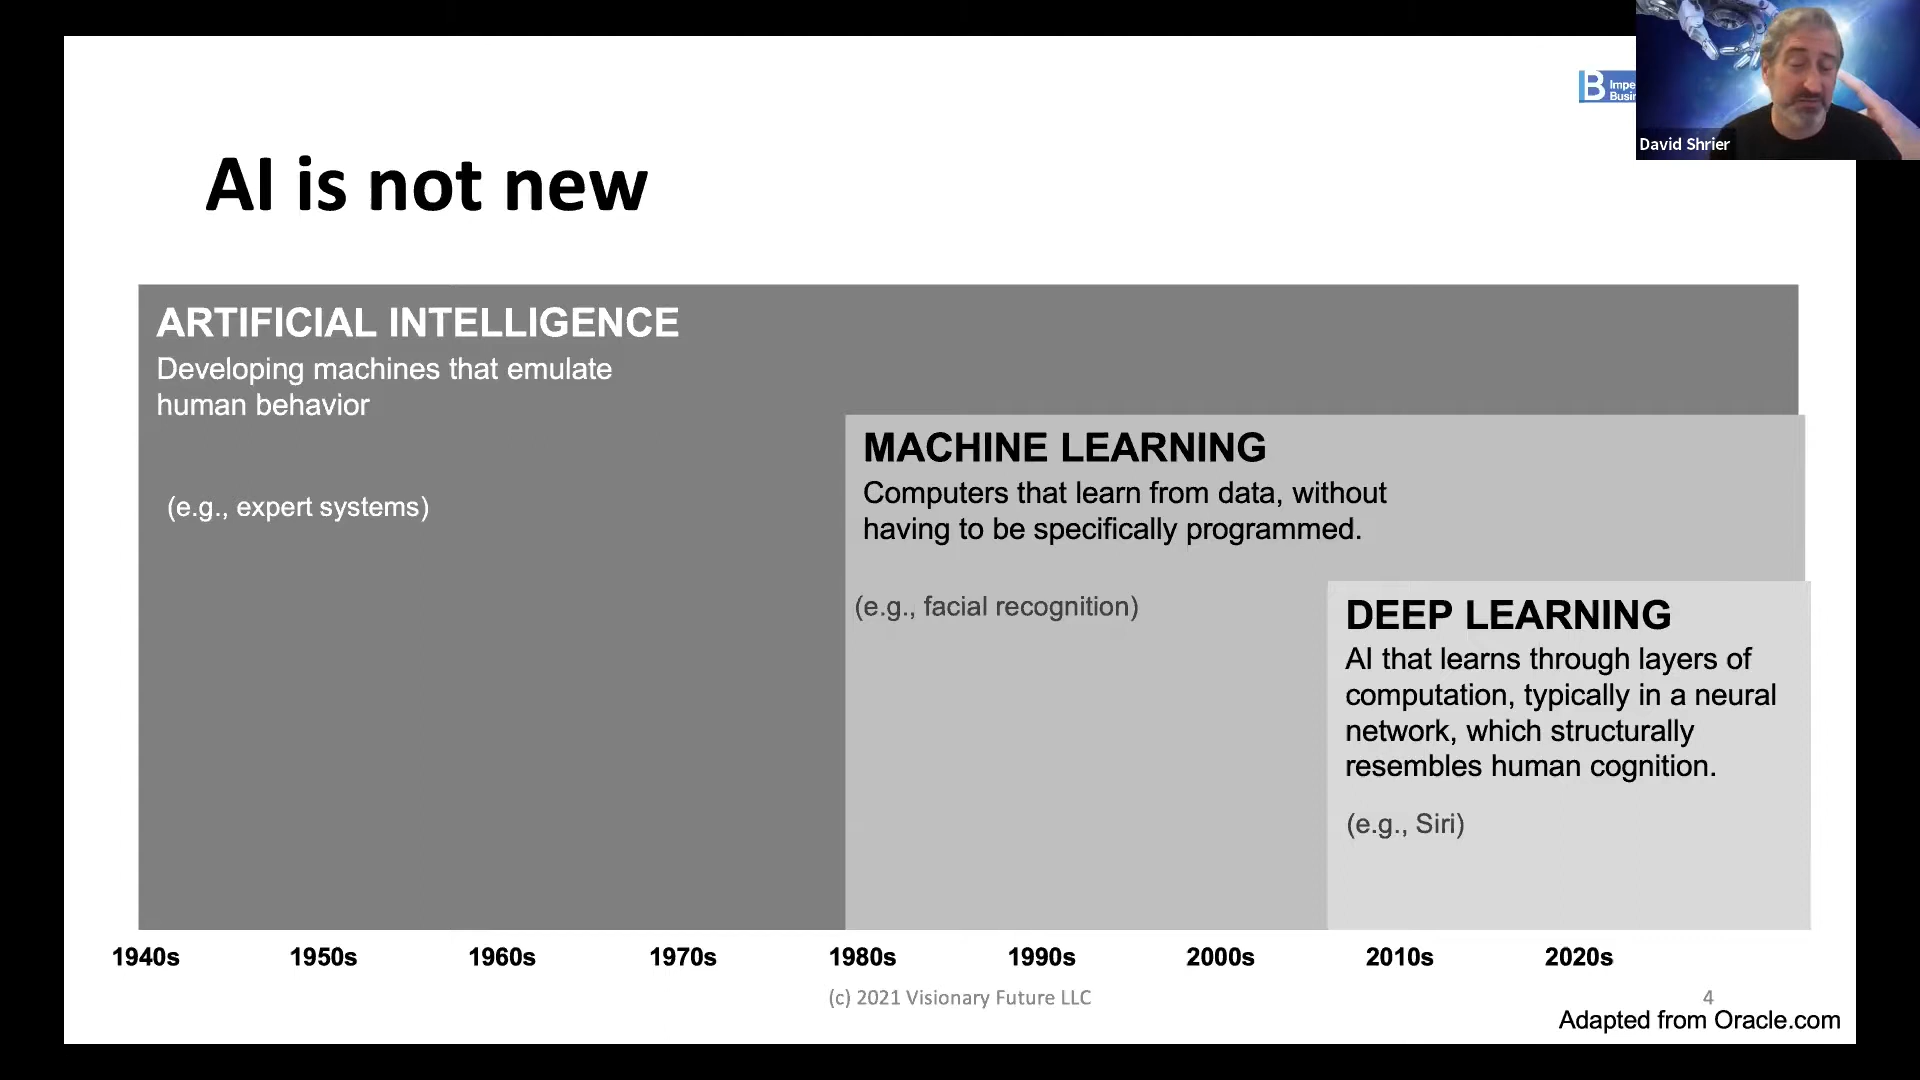 B Impe
Busi
David Shrier
AI is not new
ARTIFICIAL INTELLIGENCE
Developing machines that emulate
human behavior
(e.g., expert systems)
MACHINE LEARNING
Computers that learn from data, without
having to be specifically programmed.
(e.g., facial recognition)
DEEP LEARNING
AI that learns through layers of
computation, typically in a neural
network, which structurally
resembles human cognition.
(e.g., Siri)
1940s 1950s 1960s 1970s 1980s 1990s 2000s 2010s 2020s
(c) 2021 Visionary Future LLC
4
Adapted from Oracle.com